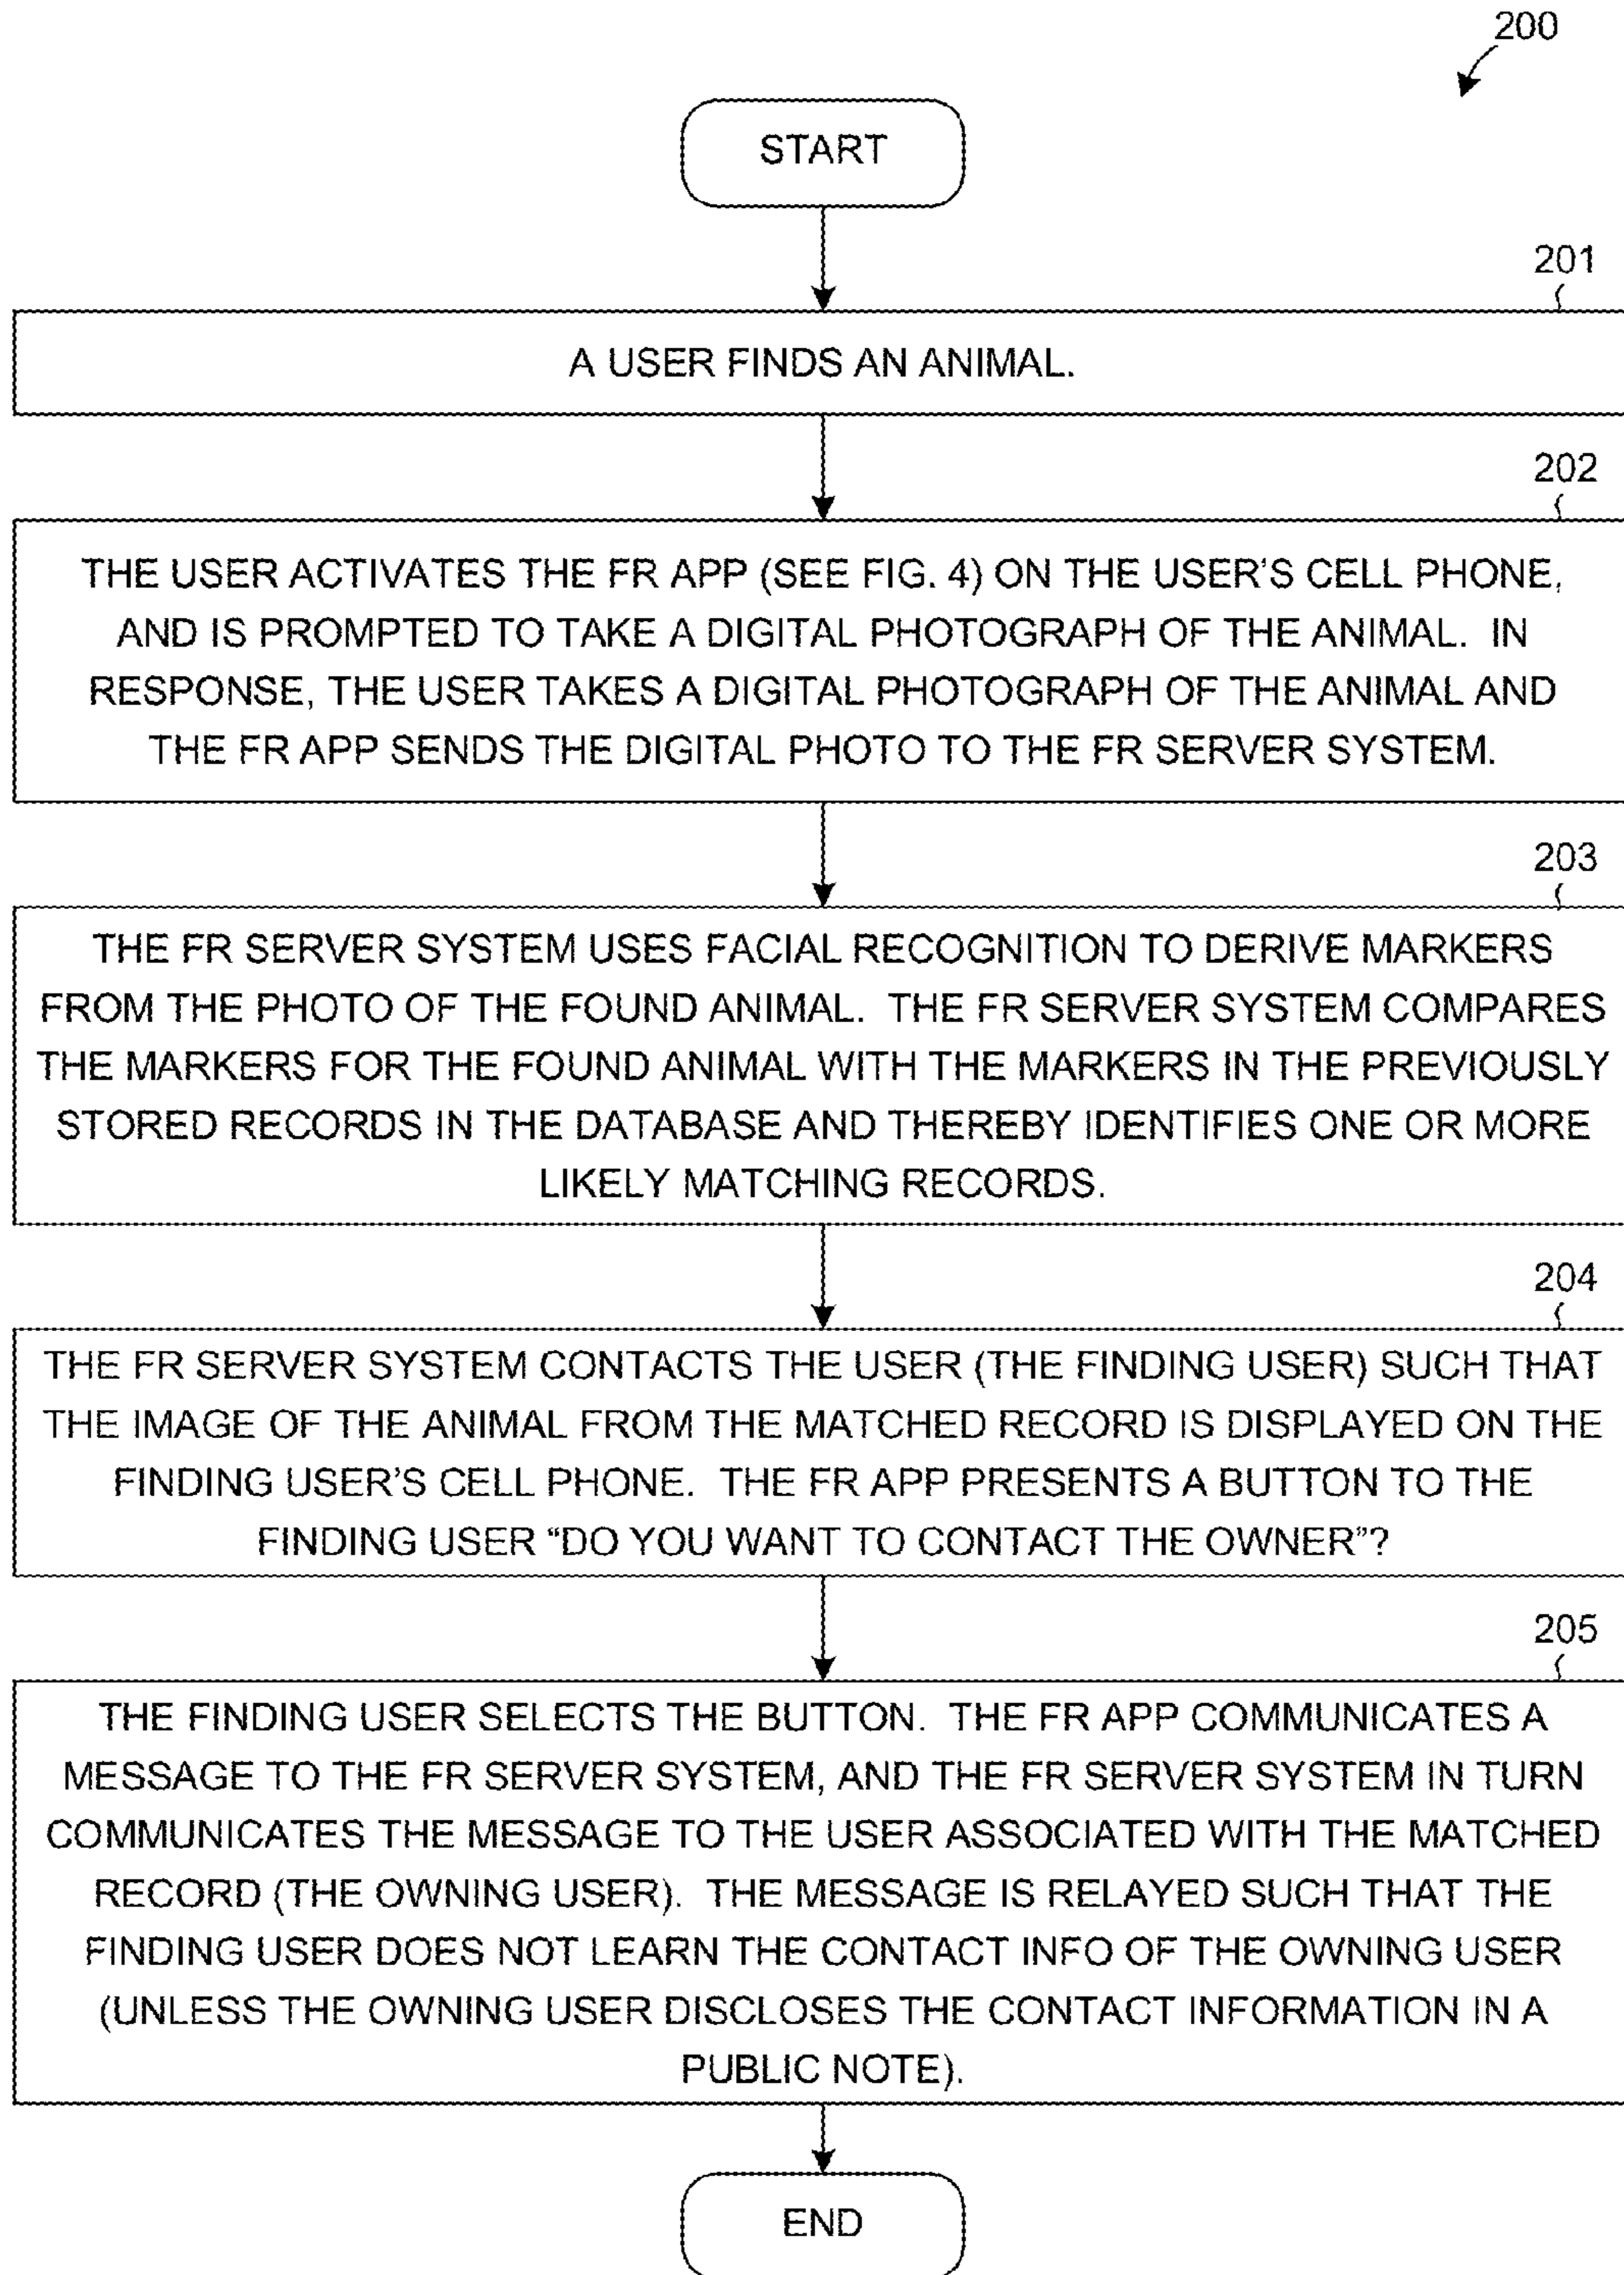 200
START
201
A USER FINDS AN ANIMAL.
202
THE USER ACTIVATES THE FR APP (SEE FIG. 4) ON THE USER'S CELL PHONE,
AND IS PROMPTED TO TAKE A DIGITAL PHOTOGRAPH OF THE ANIMAL. IN
RESPONSE, THE USER TAKES A DIGITAL PHOTOGRAPH OF THE ANIMAL AND
THE FR APP SENDS THE DIGITAL PHOTO TO THE FR SERVER SYSTEM.
203
THE FR SERVER SYSTEM USES FACIAL RECOGNITION TO DERIVE MARKERS
FROM THE PHOTO OF THE FOUND ANIMAL. THE FR SERVER SYSTEM COMPARES
THE MARKERS FOR THE FOUND ANIMAL WITH THE MARKERS IN THE PREVIOUSLY
STORED RECORDS IN THE DATABASE AND THEREBY IDENTIFIES ONE OR MORE
LIKELY MATCHING RECORDS.
204
THE FR SERVER SYSTEM CONTACTS THE USER (THE FINDING USER) SUCH THAT
THE IMAGE OF THE ANIMAL FROM THE MATCHED RECORD IS DISPLAYED ON THE
FINDING USER'S CELL PHONE. THE FR APP PRESENTS A BUTTON TO THE
FINDING USER “DO YOU WANT TO CONTACT THE OWNER”?
205
THE FINDING USER SELECTS THE BUTTON. THE FR APP COMMUNICATES A
MESSAGE TO THE FR SERVER SYSTEM, AND THE FR SERVER SYSTEM IN TURN
COMMUNICATES THE MESSAGE TO THE USER ASSOCIATED WITH THE MATCHED
RECORD (THE OWNING USER). THE MESSAGE IS RELAYED SUCH THAT THE
FINDING USER DOES NOT LEARN THE CONTACT INFO OF THE OWNING USER
(UNLESS THE OWNING USER DISCLOSES THE CONTACT INFORMATION IN A
PUBLIC NOTE).
END